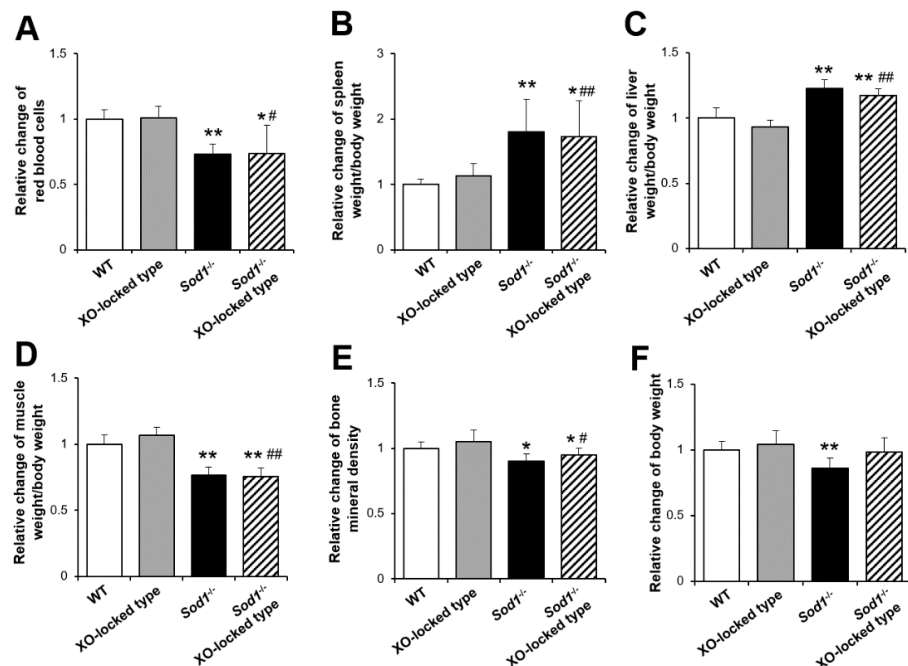 A
Relative change of
red blood cells
1.5
1
0.5
0
**
*#
WT
XO-locked type
Sod1-/-
Sod1-/-
XO-locked type
B
Relative change of spleen
weight/body weight
3
2
1
0
**
*##
WT
XO-locked type
Sod1-/-
Sod1-/-
XO-locked type
C
Relative change of liver
weight/body weight
1.5
1
0.5
0
**
** ##
WT
XO-locked type
Sod1-/-
Sod1-/-
XO-locked type
D
Relative change of muscle
weight/body weight
1.5
1
0.5
0
**
** ##
WT
XO-locked type
Sod1-/-
Sod1-/-
XO-locked type
E
Relative change of bone
mineral density
1.5
1
0.5
0
*
* #
WT
XO-locked type
Sod1-/-
Sod1-/-
XO-locked type
F
Relative change of body weight
1.5
1
0.5
0
**
WT
XO-locked type
Sod1-/-
Sod1-/-
XO-locked type